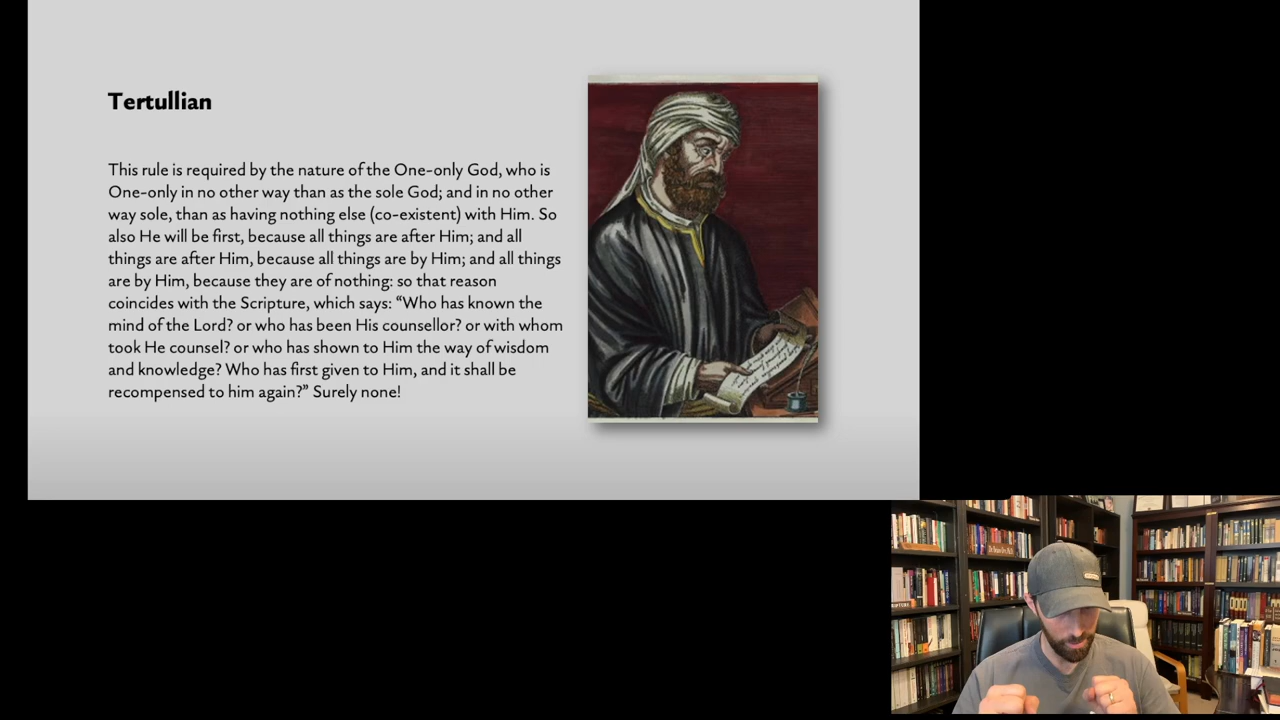 Tertullian
This rule is required by the nature of the One-only God, who is
One-only in no other way than as the sole God; and in no other
way sole, than as having nothing else (co-existent) with Him. So
also He will be first, because all things are after Him; and all
things are after Him, because all things are by Him; and all things
are by Him, because they are of nothing: so that reason
coincides with the Scripture, which says: “Who has known the
mind of the Lord? or who has been His counsellor? or with whom
took He counsel? or who has shown to Him the way of wisdom
and knowledge? Who has first given to Him, and it shall be
recompensed to him again?” Surely none!